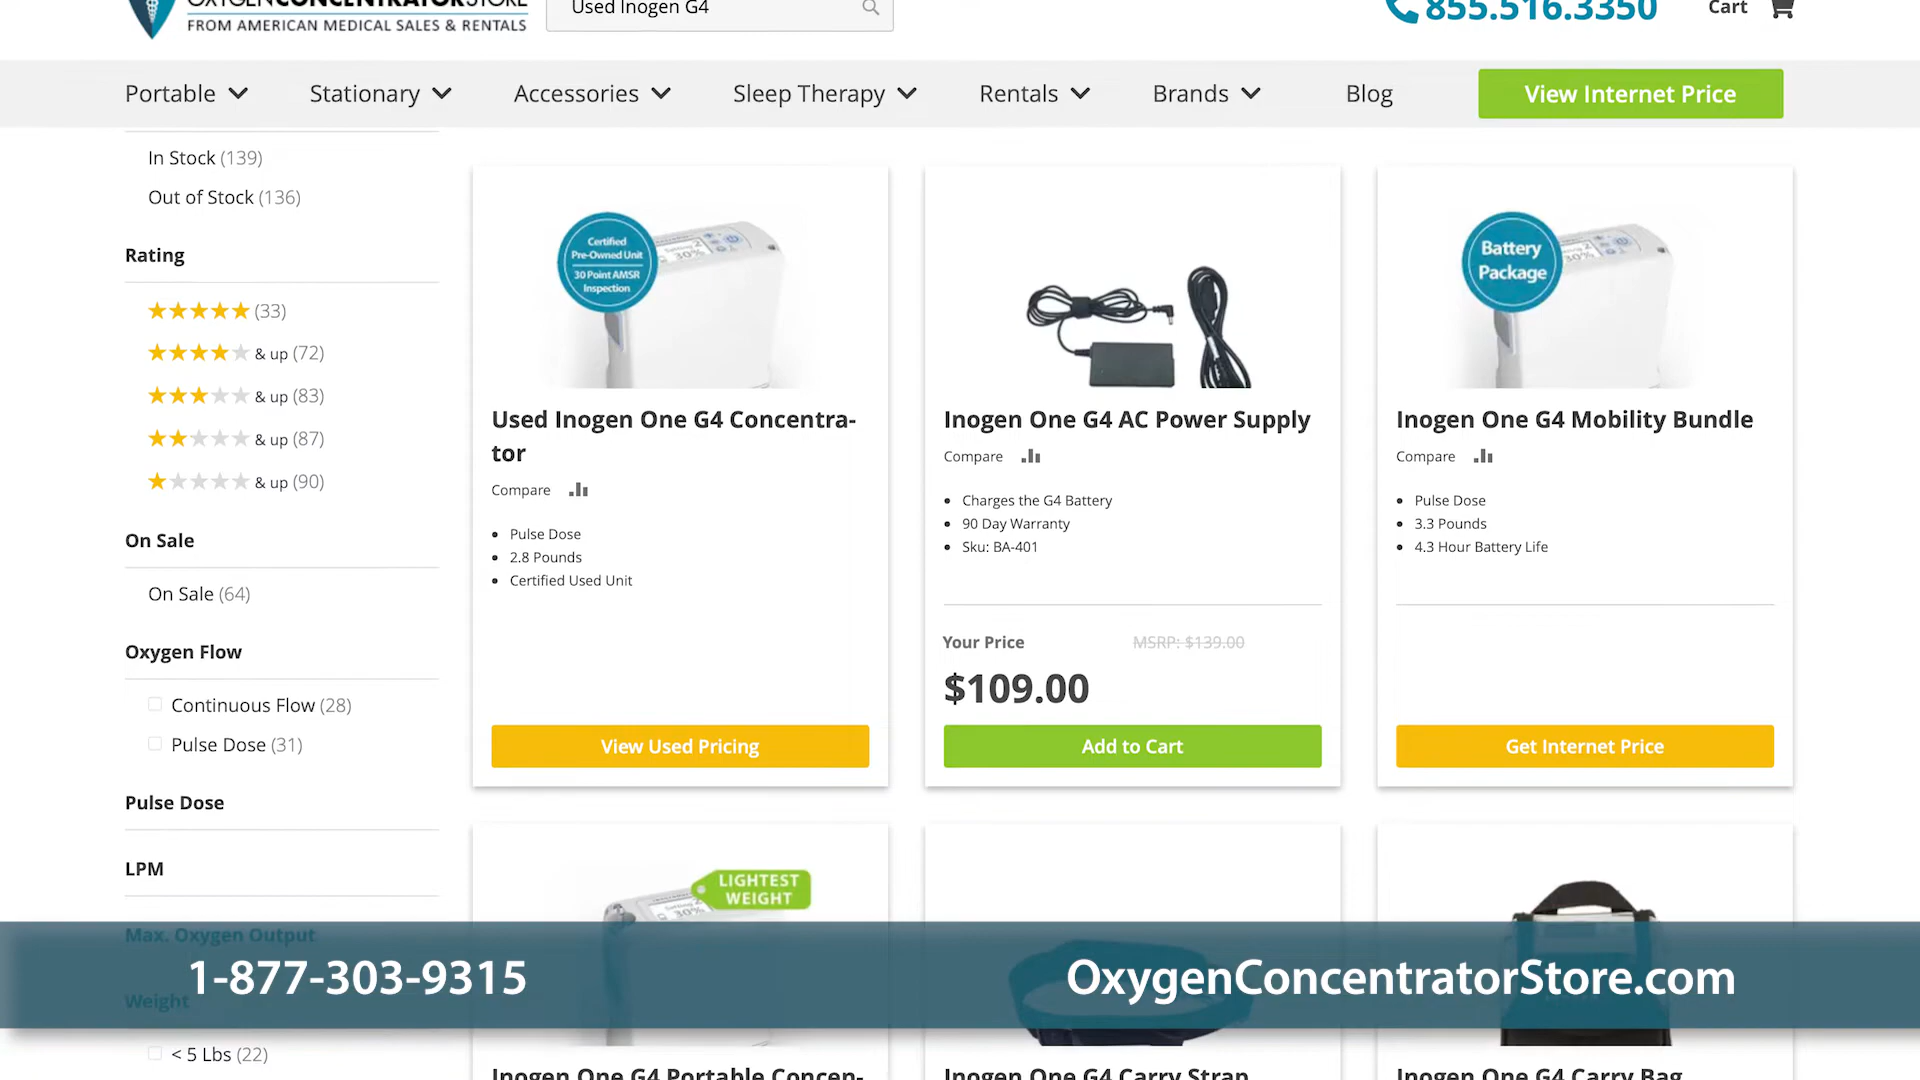 OXYGENCONCENTRATORSTORE
FROM AMERICAN MEDICAL SALES & RENTALS
Used Inogen G4
855.516.3350
Cart
Portable
Stationary
Accessories
Sleep Therapy
Rentals
Brands
Blog
View Internet Price
In Stock (139)
Out of Stock (136)
Rating
(33)
& up (72)
& up (83)
& up (87)
& up (90)
On Sale
On Sale (64)
Oxygen Flow
Continuous Flow (28)
Pulse Dose (31)
Pulse Dose
LPM
Max. Oxygen Output
Weight
< 5 Lbs (22)
Certified
Pre-Owned Unit
30 Point AMSR
Inspection
30%
Used Inogen One G4 Concentra-
tor
Compare
Pulse Dose
2.8 Pounds
Certified Used Unit
View Used Pricing
Inogen One G4 AC Power Supply
Compare
Charges the G4 Battery
90 Day Warranty
Sku: BA-401
Your Price
MSRP: $139.00
$109.00
Add to Cart
Battery
Package
30%
Inogen One G4 Mobility Bundle
Compare
Pulse Dose
3.3 Pounds
4.3 Hour Battery Life
Get Internet Price
LIGHTEST
WEIGHT
30%
Inogen One G4 Portable Concen-
Inogen One G4 Carry Strap
Inogen One G4 Carry Bag
1-877-303-9315
OxygenConcentratorStore.com